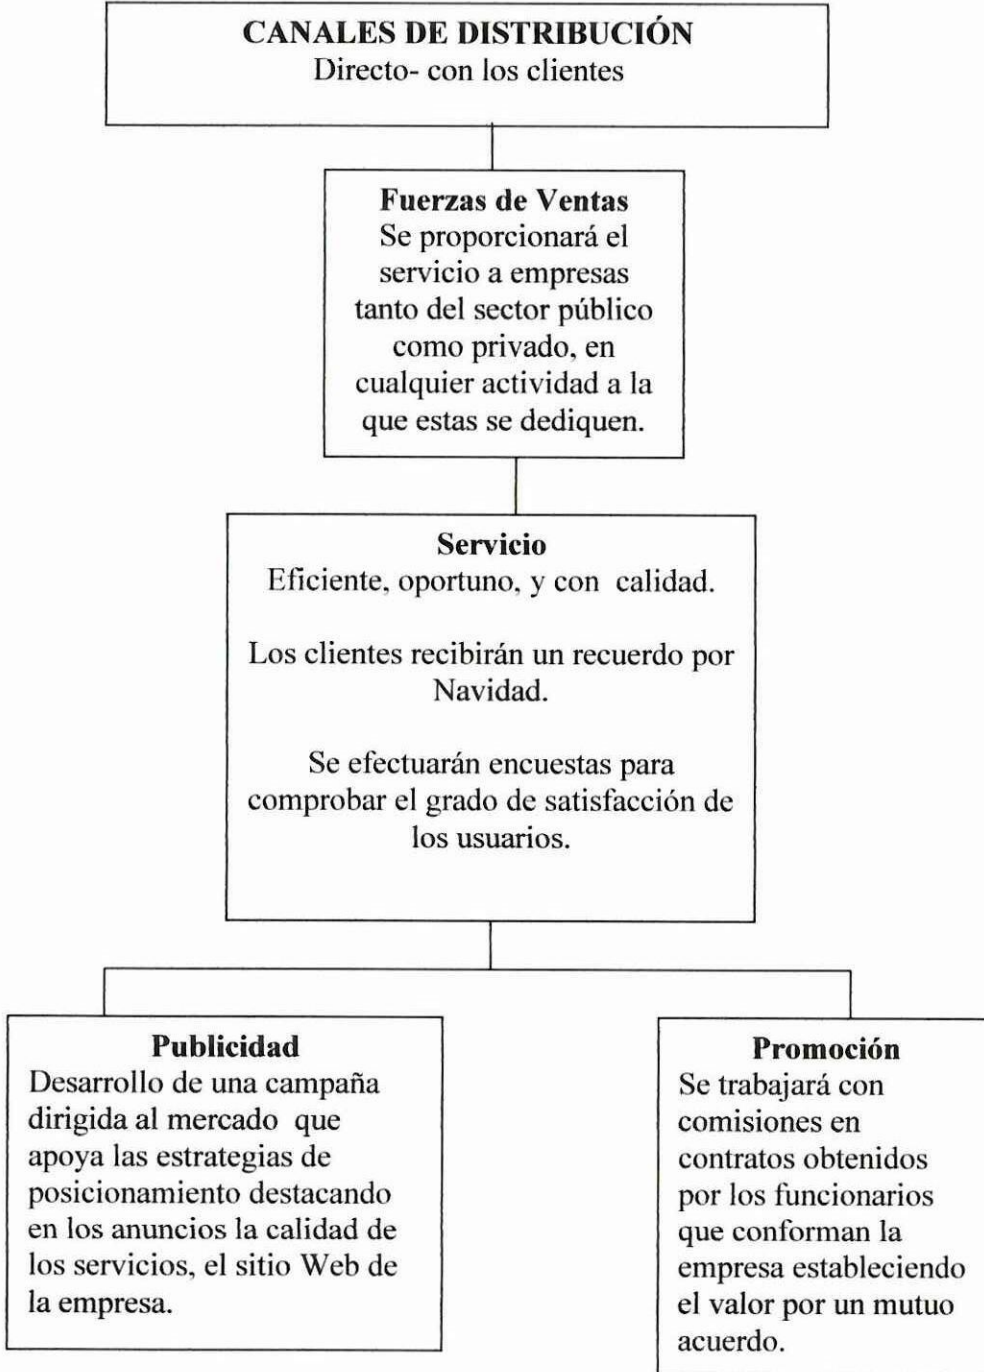 CANALES DE DISTRIBUCIÓN
Directo- con los clientes
Fuerzas de Ventas
Se proporcionará el
servicio a empresas
tanto del sector público
como privado, en
cualquier actividad a la
que estas se dediquen.
Servicio
Eficiente, oportuno, y con calidad.
Los clientes recibirán un recuerdo por
Navidad.
Se efectuarán encuestas para
comprobar el grado de satisfacción de
los usuarios.
Publicidad
Desarrollo de una campaña
dirigida al mercado que
apoya las estrategias de
posicionamiento destacando
en los anuncios la calidad de
los servicios, el sitio Web de
la empresa.
Promoción
Se trabajará con
comisiones en
contratos obtenidos
por los funcionarios
que conforman la
empresa estableciendo
el valor por un mutuo
acuerdo.